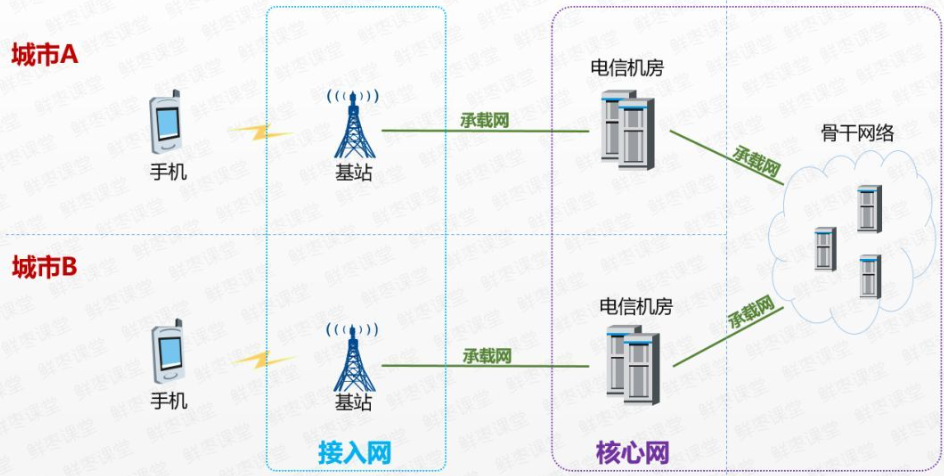 城市A
电信机房
承载网
骨干网络
承载网
手机
基站
城市B
电信机房
承载网
承载网
手机
基站
接入网
核心网
鲜枣课堂